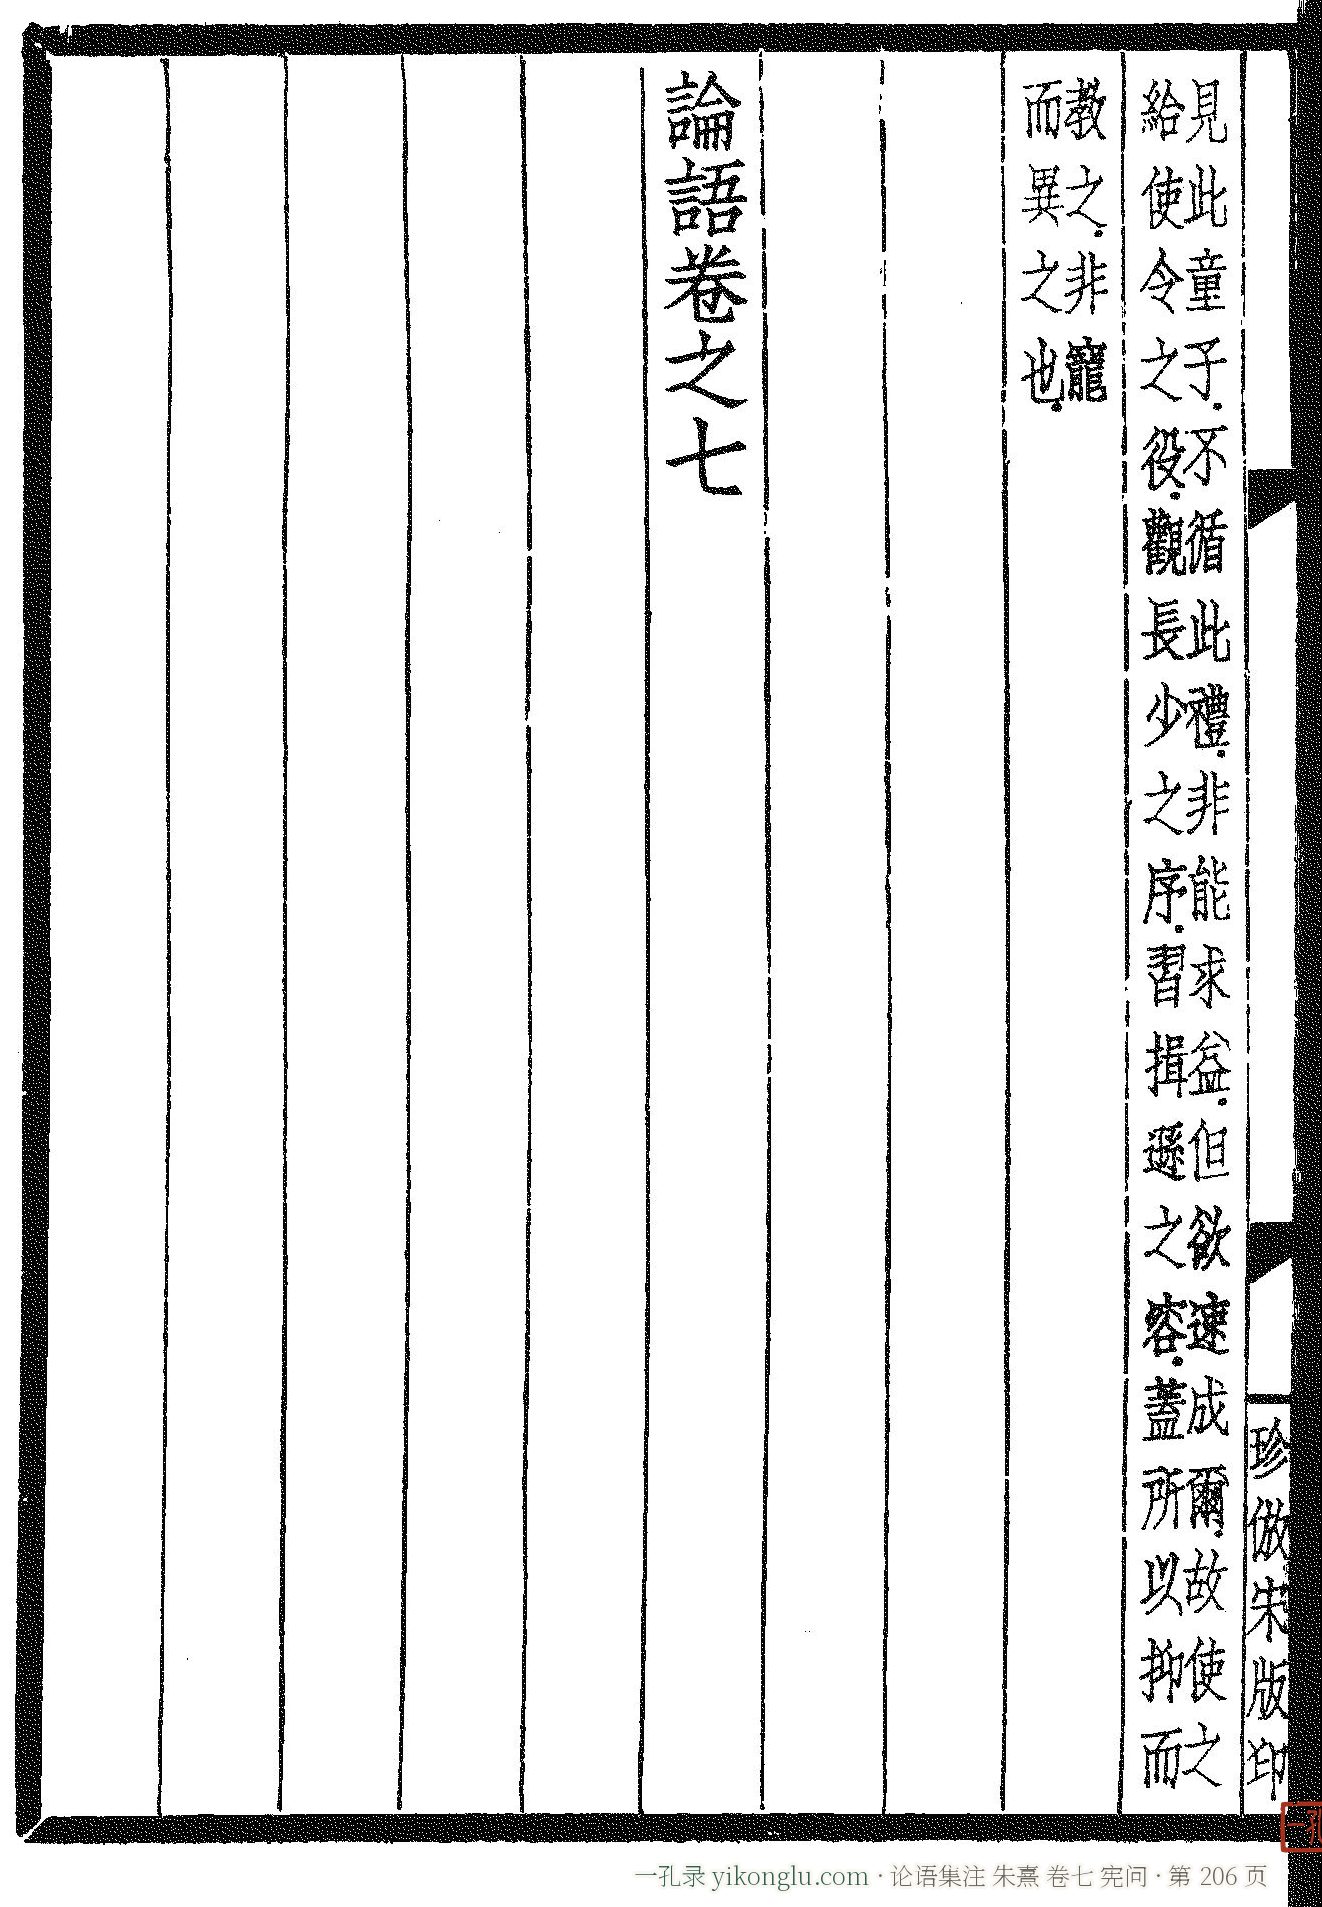 見此童子不循此禮非能求益但欲速成爾故使之
給使令之役觀長少之序習揖遜之容蓋所以抑而
教之非寵
而異之也
論語卷之七
珍倣宋版印
一孔录 yikonglu.com · 论语集注 朱熹 卷七 宪问 · 第 206 页